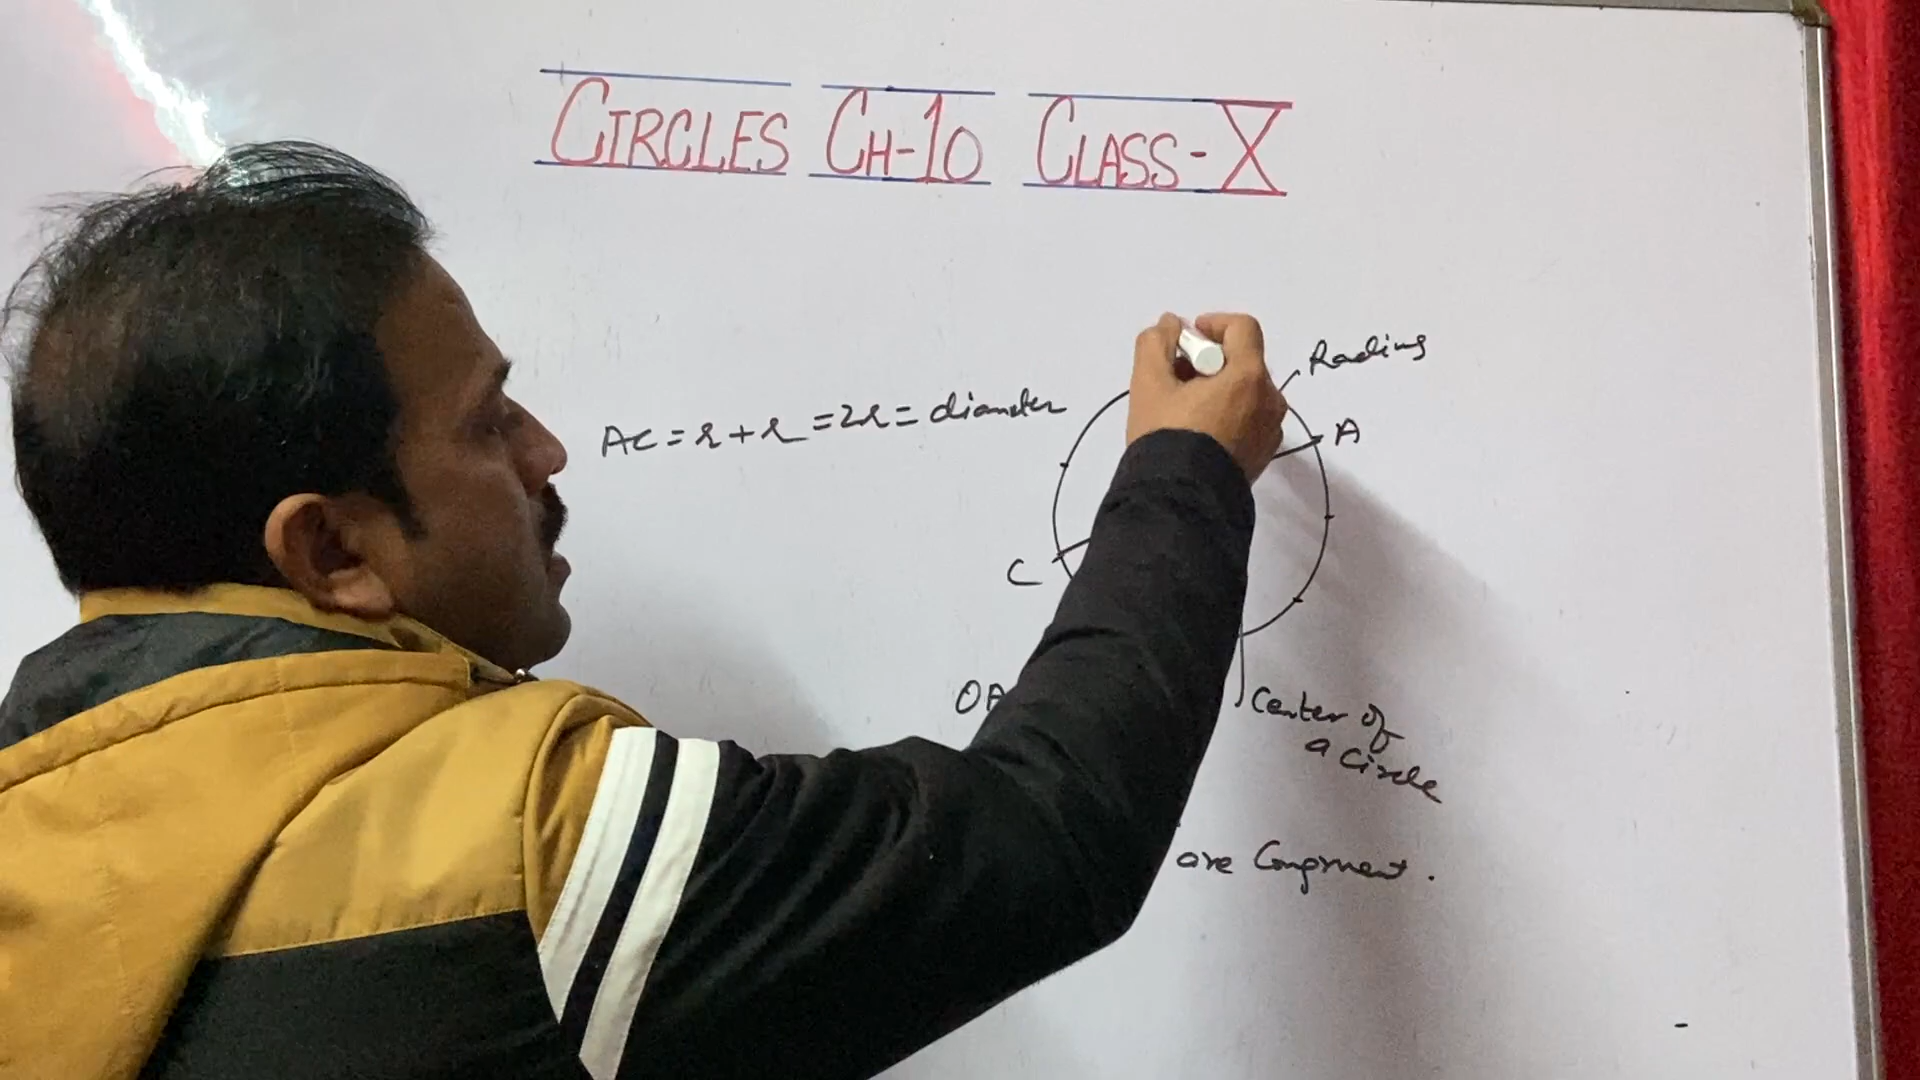 CIRCLES CH-10 CLASS-X
Radius
AC = r + r = 2r = diameter
A
C
OA
Center of
a Circle
are Congruent.